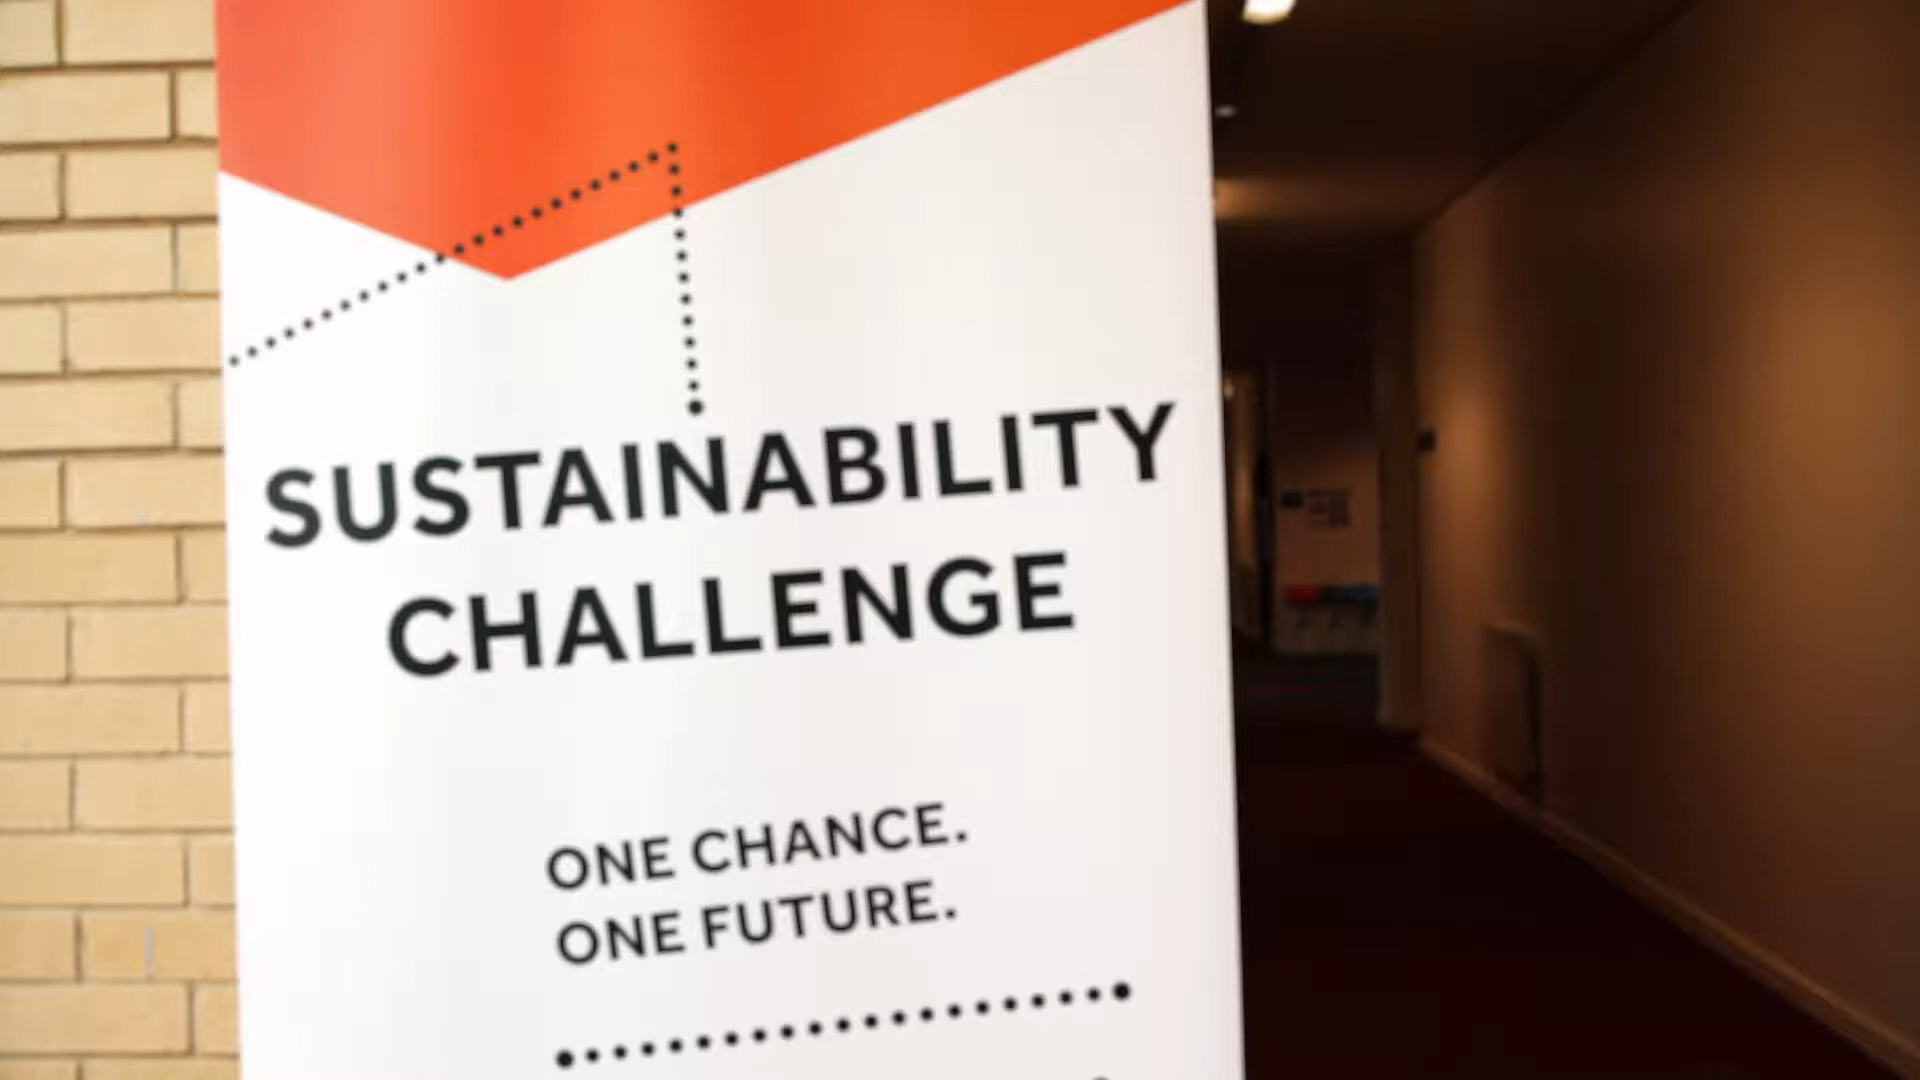 SUSTAINABILITY
CHALLENGE
ONE CHANCE.
ONE FUTURE.